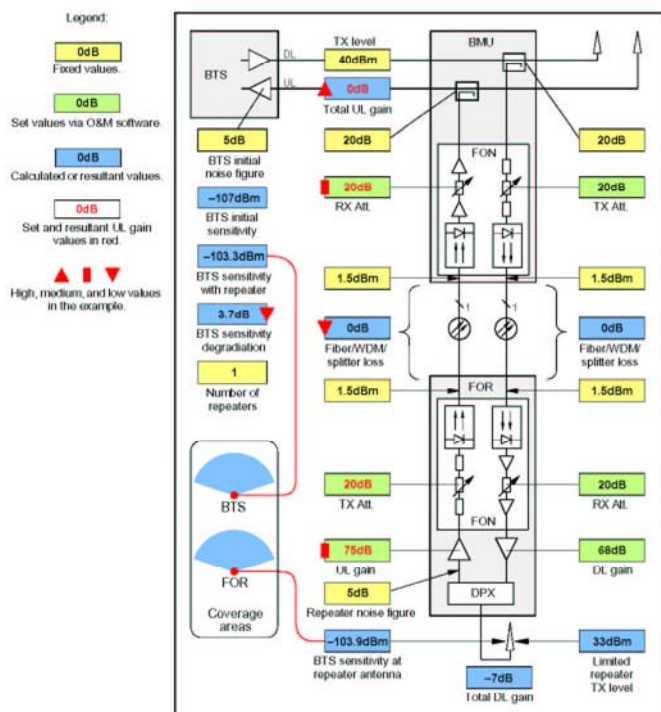 Legend:
0dB
Fixed values.
0dB
Set values via O&M software.
0dB
Calculated or resultant values.
0dB
Set and resultant UL gain
values in red.
High, medium, and low values
in the example.
BTS
DL
UL
TX level
40dBm
0dB
Total UL gain
BMU
5dB
BTS initial
noise figure
20dB
FON
20dB
–107dBm
BTS initial
sensitivity
20dB
RX Att.
20dB
TX Att.
–103.3dBm
BTS sensitivity
with repeater
1.5dBm
1.5dBm
3.7dB
BTS sensitivity
degradation
0dB
Fiber/WDM/
splitter loss
1
1
0dB
Fiber/WDM/
splitter loss
1
Number of
repeaters
1.5dBm
FOR
1.5dBm
BTS
20dB
TX Att.
20dB
RX Att.
FON
FOR
75dB
UL gain
68dB
DL gain
Coverage
areas
5dB
Repeater noise figure
DPX
–103.9dBm
BTS sensitivity at
repeater antenna
33dBm
Limited
repeater
TX level
–7dB
Total DL gain